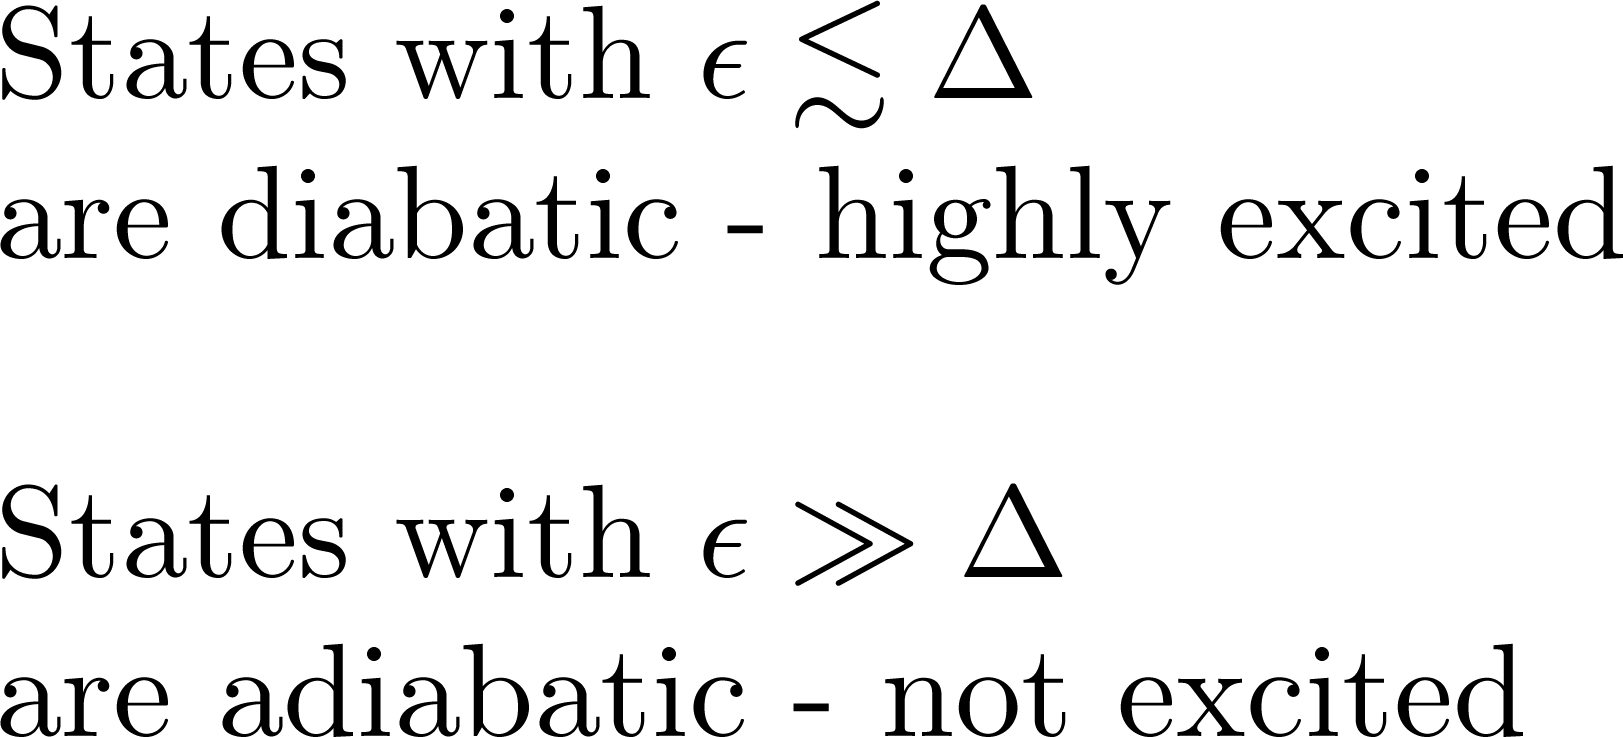 States with ϵ ≲ Δ
are diabatic - highly excited
States with ϵ ≫ Δ
are adiabatic - not excited